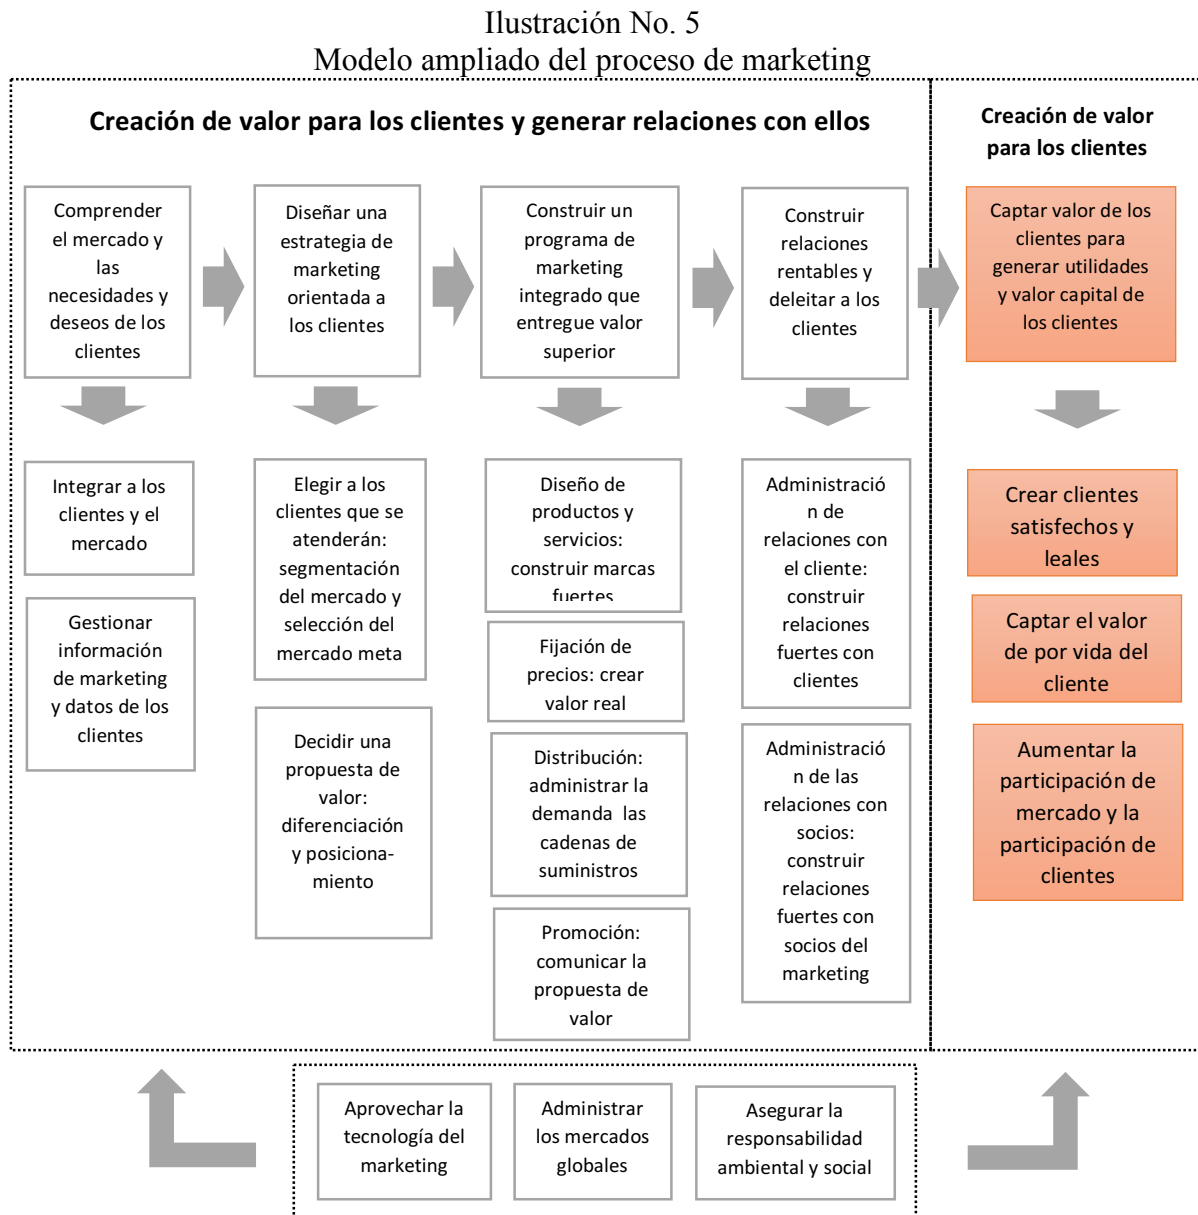 Ilustración No. 5
Modelo ampliado del proceso de marketing
Creación de valor para los clientes y generar relaciones con ellos
Creación de valor
para los clientes
Comprender
el mercado y
las
necesidades y
deseos de los
clientes
Diseñar una
estrategia de
marketing
orientada a
los clientes
Construir un
programa de
marketing
integrado que
entregue valor
superior
Construir
relaciones
rentables y
deleitar a los
clientes
Captar valor de los
clientes para
generar utilidades
y valor capital de
los clientes
Integrar a los
clientes y el
mercado
Gestionar
información
de marketing
y datos de los
clientes
Elegir a los
clientes que se
atenderán:
segmentación
del mercado y
selección del
mercado meta
Decidir una
propuesta de
valor:
diferenciación
y posiciona-
miento
Diseño de
productos y
servicios:
construir marcas
fuertes
Fijación de
precios: crear
valor real
Distribución:
administrar la
demanda las
cadenas de
suministros
Promoción:
comunicar la
propuesta de
valor
Administració
n de
relaciones con
el cliente:
construir
relaciones
fuertes con
clientes
Administració
n de las
relaciones con
socios:
construir
relaciones
fuertes con
socios del
marketing
Crear clientes
satisfechos y
leales
Captar el valor
de por vida del
cliente
Aumentar la
participación de
mercado y la
participación de
clientes
Aprovechar la
tecnología del
marketing
Administrar
los mercados
globales
Asegurar la
responsabilidad
ambiental y social